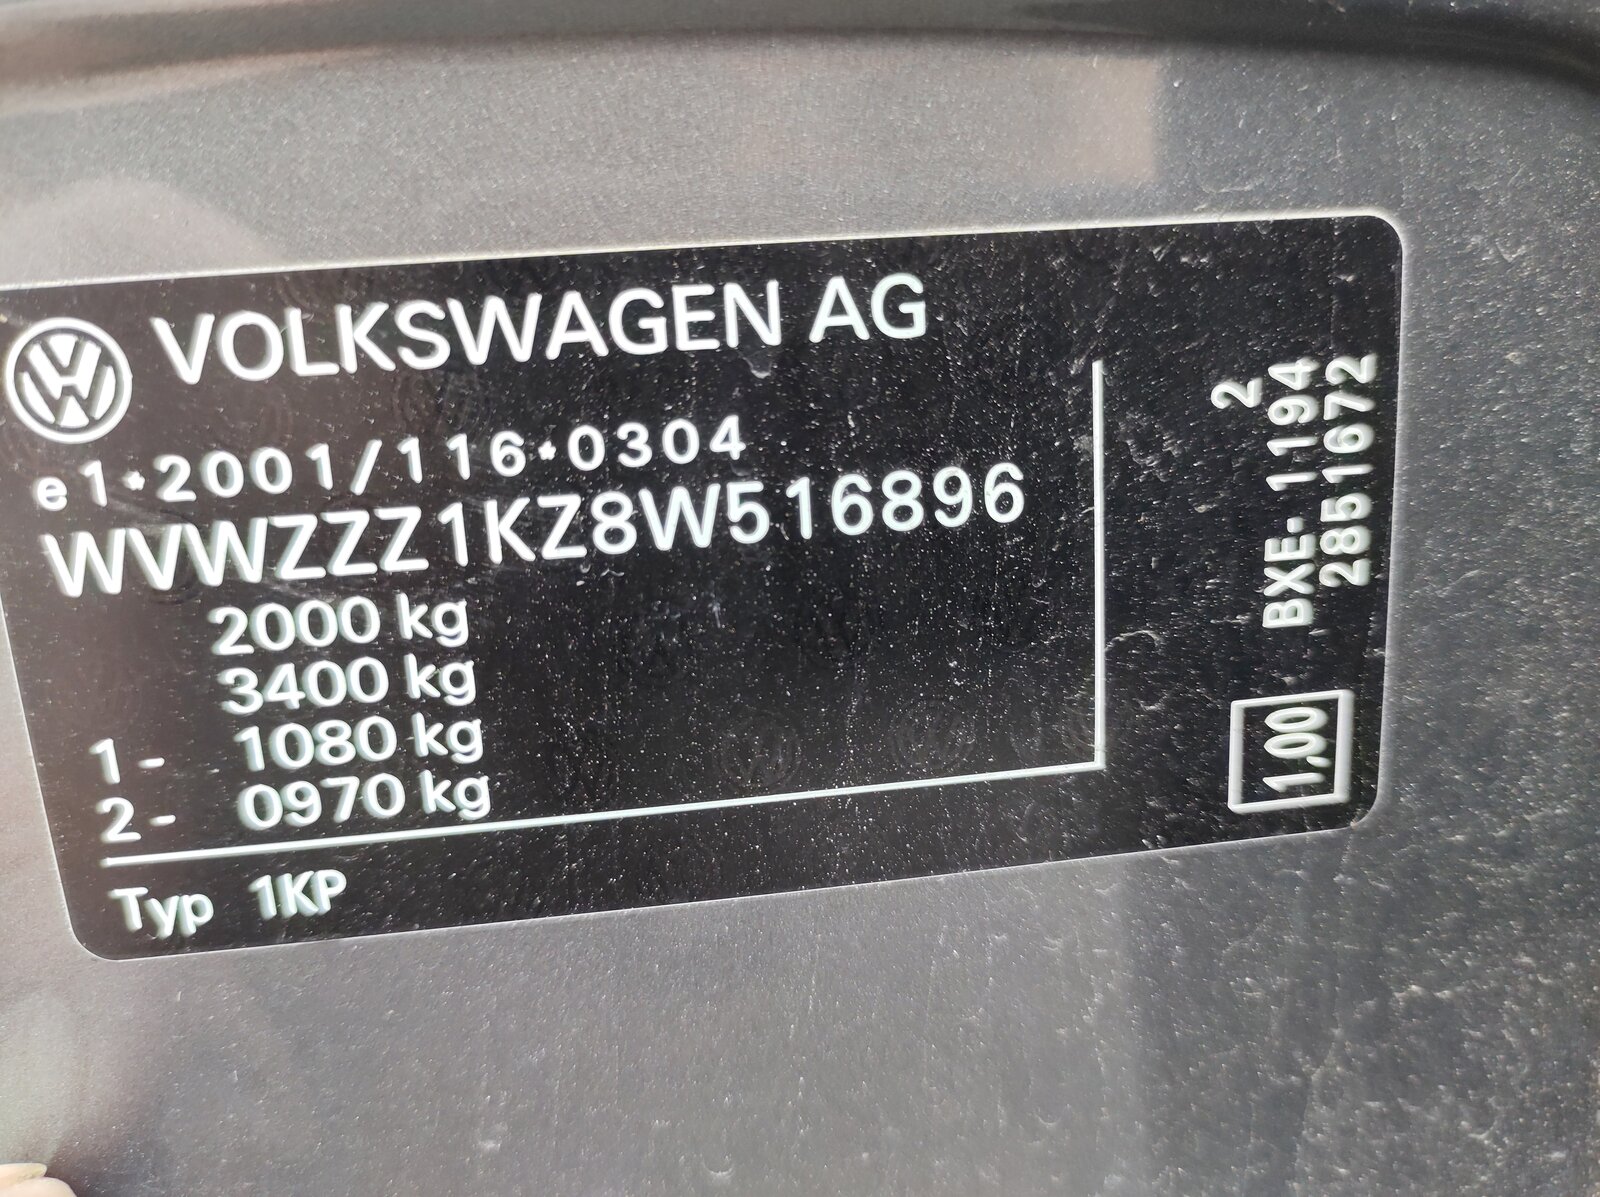 VOLKSWAGEN AG
e1*2001/116*0304
WVWZZZ1KZ8W516896
2000 kg
3400 kg
1- 1080 kg
2- 0970 kg
Typ 1KP
2
BXE-1194
2851672
1,00